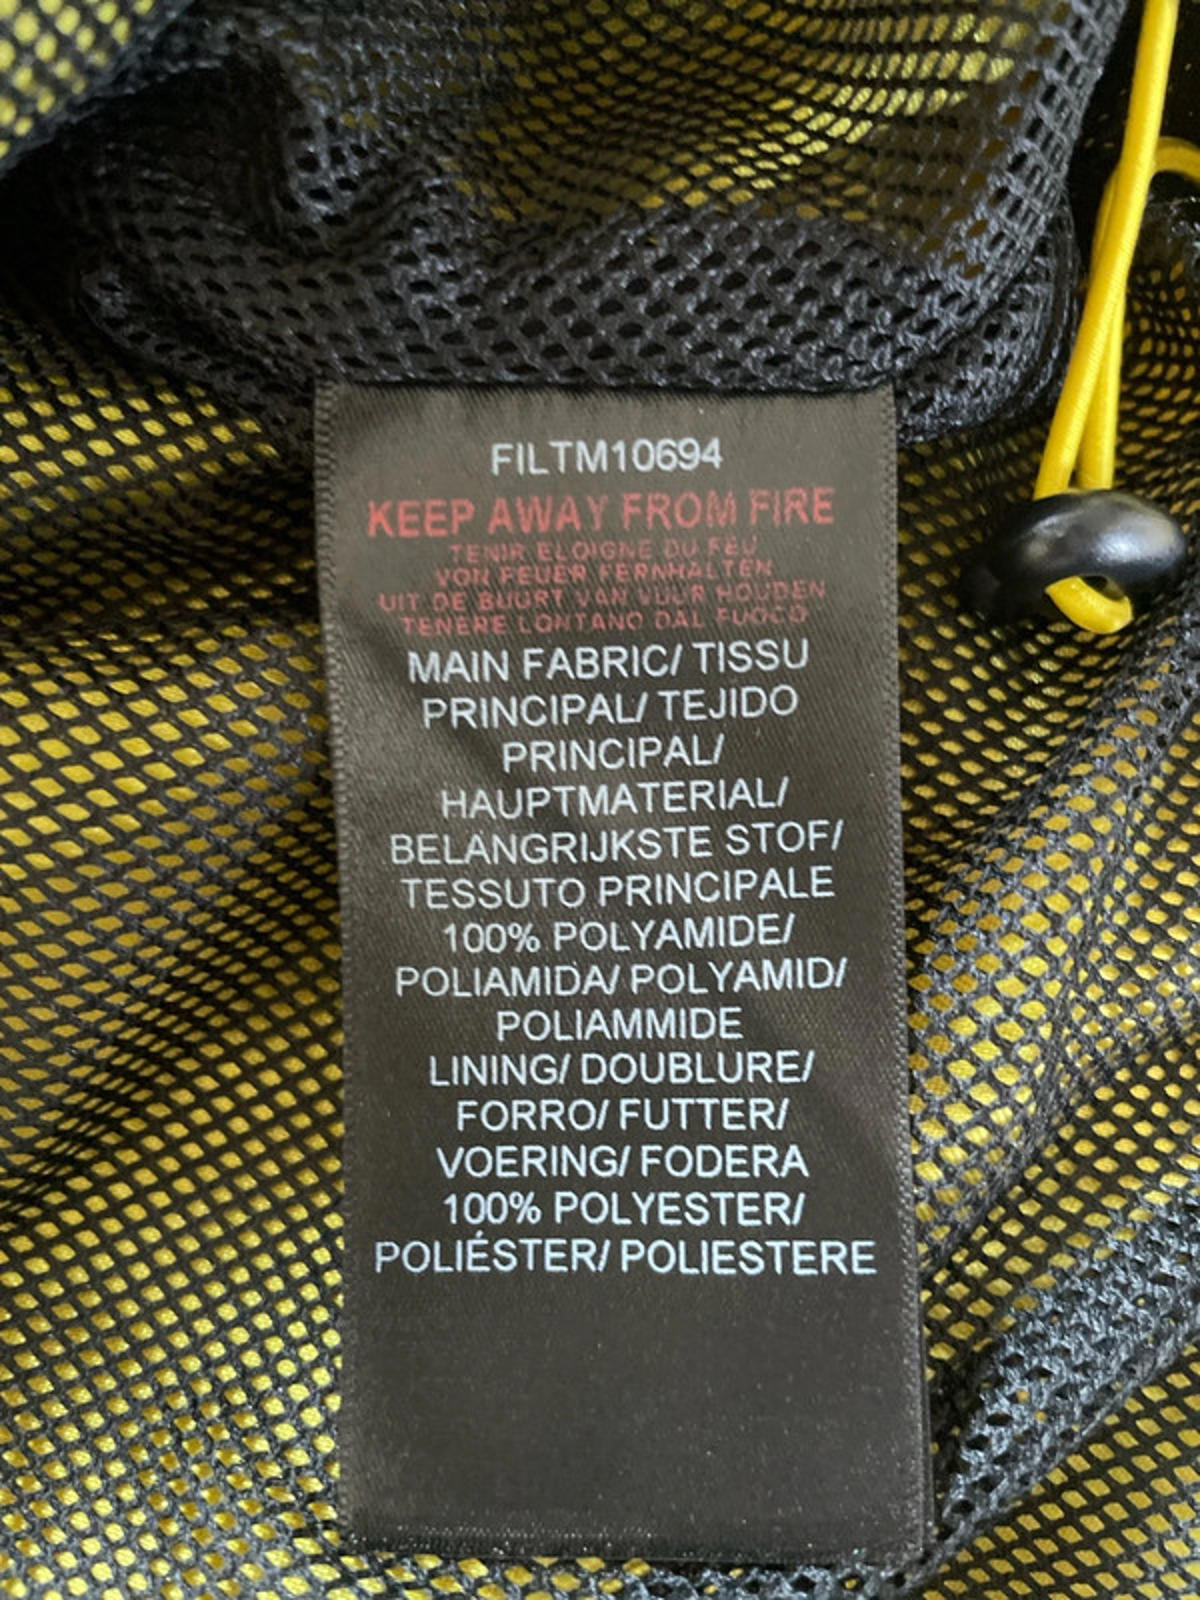 FILTM10694
KEEP AWAY FROM FIRE
TENIR ELOIGNE DU FEU
VON FEUER FERNHALTEN
UIT DE BUURT VAN VUUR HOUDEN
TENERE LONTANO DAL FUOCO
MAIN FABRIC/ TISSU
PRINCIPAL/ TEJIDO
PRINCIPAL/
HAUPTMATERIAL/
BELANGRIJKSTE STOF/
TESSUTO PRINCIPALE
100% POLYAMIDE/
POLIAMIDA/ POLYAMID/
POLIAMMIDE
LINING/ DOUBLURE/
FORRO/ FUTTER/
VOERING/ FODERA
100% POLYESTER/
POLIÉSTER/ POLIESTERE